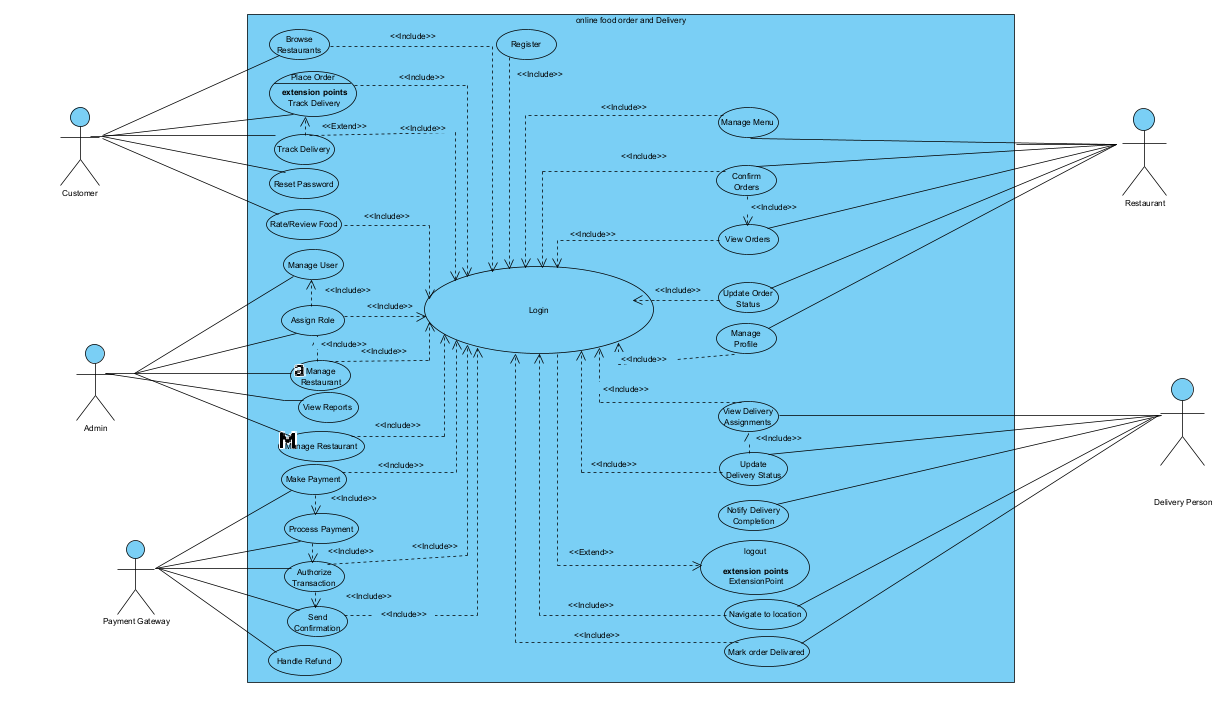 online food order and Delivery
Browse
Restaurants
<<Include>>
Register
<<Include>>
Place Order
extension points
Track Delivery
<<Include>>
<<Extend>>
<<Include>>
Track Delivery
Reset Password
Rate/Review Food
<<Include>>
Customer
Manage User
<<Include>>
Assign Role
<<Include>>
<<Include>>
<<Include>>
a
Manage
Restaurant
View Reports
M
anage Restaurant
<<Include>>
Admin
Make Payment
<<Include>>
<<Include>>
Process Payment
<<Include>>
<<Include>>
Authorize
Transaction
<<Include>>
Send
Confirmation
<<Include>>
Handle Refund
Payment Gateway
Login
<<Include>>
Manage Menu
<<Include>>
Confirm
Orders
<<Include>>
<<Include>>
View Orders
<<Include>>
Update Order
Status
Manage
Profile
<<Include>>
Restaurant
<<Include>>
View Delivery
Assignments
<<Include>>
<<Include>>
Update
Delivery Status
Notify Delivery
Completion
<<Extend>>
logout
extension points
ExtensionPoint
<<Include>>
Navigate to location
<<Include>>
Mark order Delivared
Delivery Person